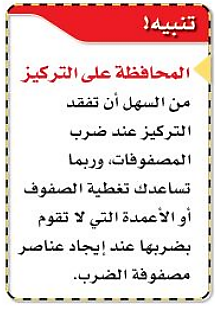 تنبيه!
المحافظة على التركيز
من السهل أن تفقد
التركيز عند ضرب
المصفوفات، وربما
تساعدك تغطية الصفوف
أو الأعمدة التي لا تقوم
بضربها عند إيجاد عناصر
مصفوفة الضرب.